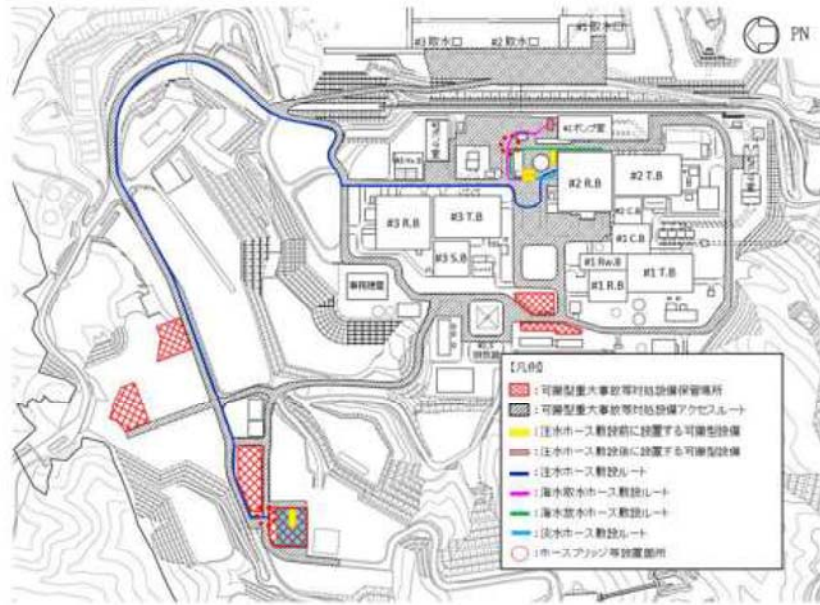 #1 取水口
#3 取水口
#2 取水口
PN
#1ポンプ室
#2 R.B
#2 T.B
#3 R.B
#3 T.B
#2 C.B
#1 C.B
#3 S.B
#1 Rw.B
#1 T.B
#1 R.B
事務建屋
【凡例】
：可搬型重大事故等対処設備保管場所
：可搬型重大事故等対処設備アクセスルート
：注水ホース敷設前に設置する可搬型設備
：注水ホース敷設後に設置する可搬型設備
：注水ホース敷設ルート
：海水取水ホース敷設ルート
：海水放水ホース敷設ルート
：淡水ホース敷設ルート
：ホースブリッジ等設置箇所